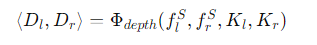 ⟨D_l, D_r⟩ = Φ_{depth}(f_l^S, f_r^S, K_l, K_r)